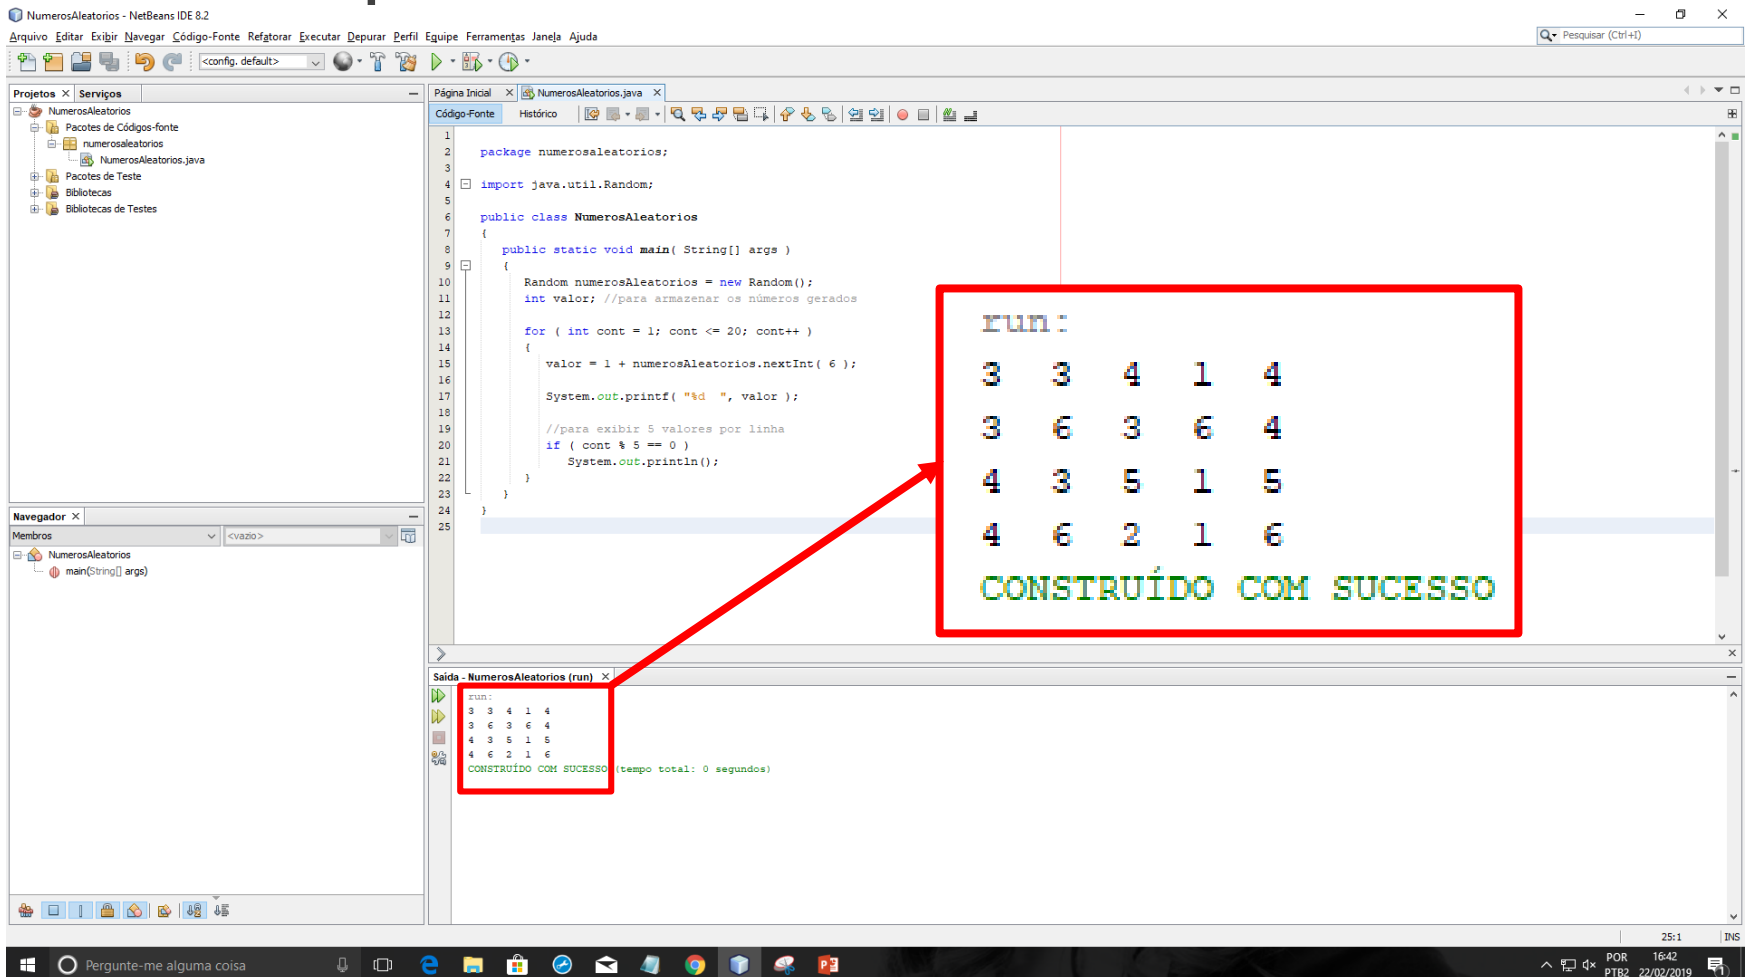 NumerosAleatorios - NetBeans IDE 8.2
Arquivo Editar Exibir Navegar Código-Fonte Refatorar Executar Depurar Perfil Equipe Ferramentas Janela Ajuda
Pesquisar (Ctrl+I)
<config. default>
Projetos Serviços
NumerosAleatorios
Pacotes de Códigos-fonte
numerosaleatorios
NumerosAleatorios.java
Pacotes de Teste
Bibliotecas
Bibliotecas de Testes
Navegador
Membros <vazio>
NumerosAleatorios
main(String[] args)
Página Inicial NumerosAleatorios.java
Código-Fonte Histórico
1
2 package numerosaleatorios;
3
4 import java.util.Random;
5
6 public class NumerosAleatorios
7 {
8 public static void main( String[] args )
9 {
10 Random numerosAleatorios = new Random();
11 int valor; //para armazenar os números gerados
12
13 for ( int cont = 1; cont <= 20; cont++ )
14 {
15 valor = 1 + numerosAleatorios.nextInt( 6 );
16
17 System.out.printf( "%d  ", valor );
18
19 //para exibir 5 valores por linha
20 if ( cont % 5 == 0 )
21 System.out.println();
22 }
23 }
24 }
25
run:
3 3 4 1 4
3 6 3 6 4
4 3 5 1 5
4 6 2 1 6
CONSTRUÍDO COM SUCESSO
Saída - NumerosAleatorios (run)
run:
3 3 4 1 4
3 6 3 6 4
4 3 5 1 5
4 6 2 1 6
CONSTRUÍDO COM SUCESSO (tempo total: 0 segundos)
25:1 INS
Pergunte-me alguma coisa
POR
PTB2
16:42
22/02/2019